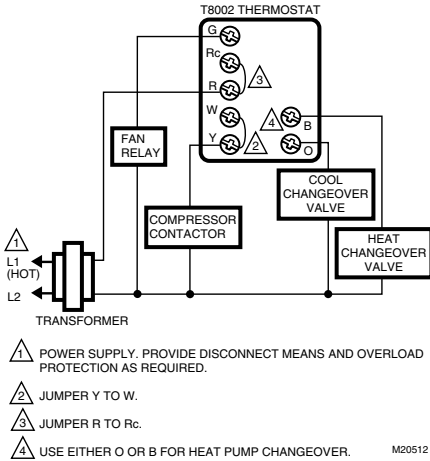 T8002 THERMOSTAT
G
Rc
3
R
W
4
B
Y
2
O
FAN
RELAY
COOL
CHANGEOVER
VALVE
COMPRESSOR
CONTACTOR
1
L1
(HOT)
HEAT
CHANGEOVER
VALVE
L2
TRANSFORMER
1 POWER SUPPLY. PROVIDE DISCONNECT MEANS AND OVERLOAD
PROTECTION AS REQUIRED.
2 JUMPER Y TO W.
3 JUMPER R TO Rc.
4 USE EITHER O OR B FOR HEAT PUMP CHANGEOVER. M20512